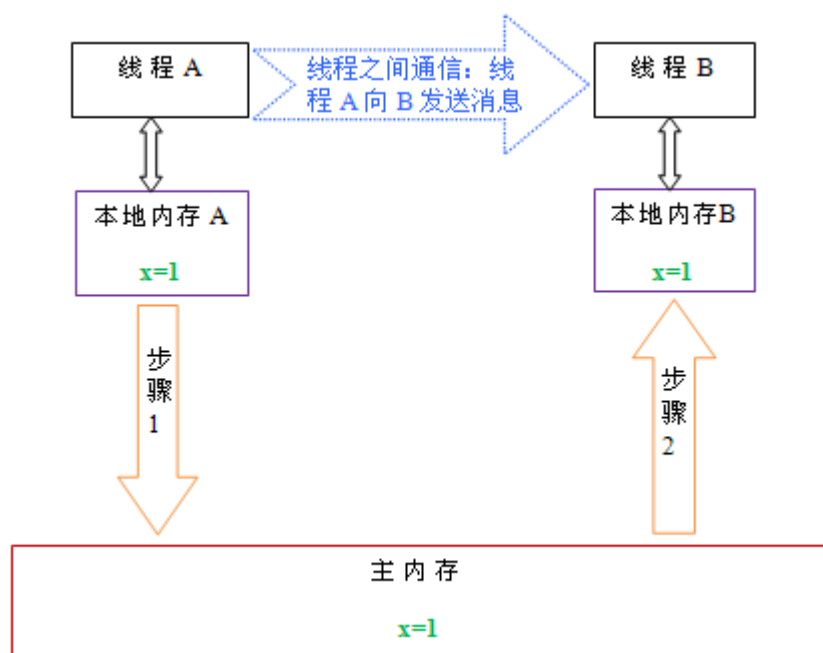 线程 A
线程之间通信：线
程 A 向 B 发送消息
线程 B
本地内存 A
x=1
本地内存B
x=1
步
骤
1
步
骤
2
主内存
x=1